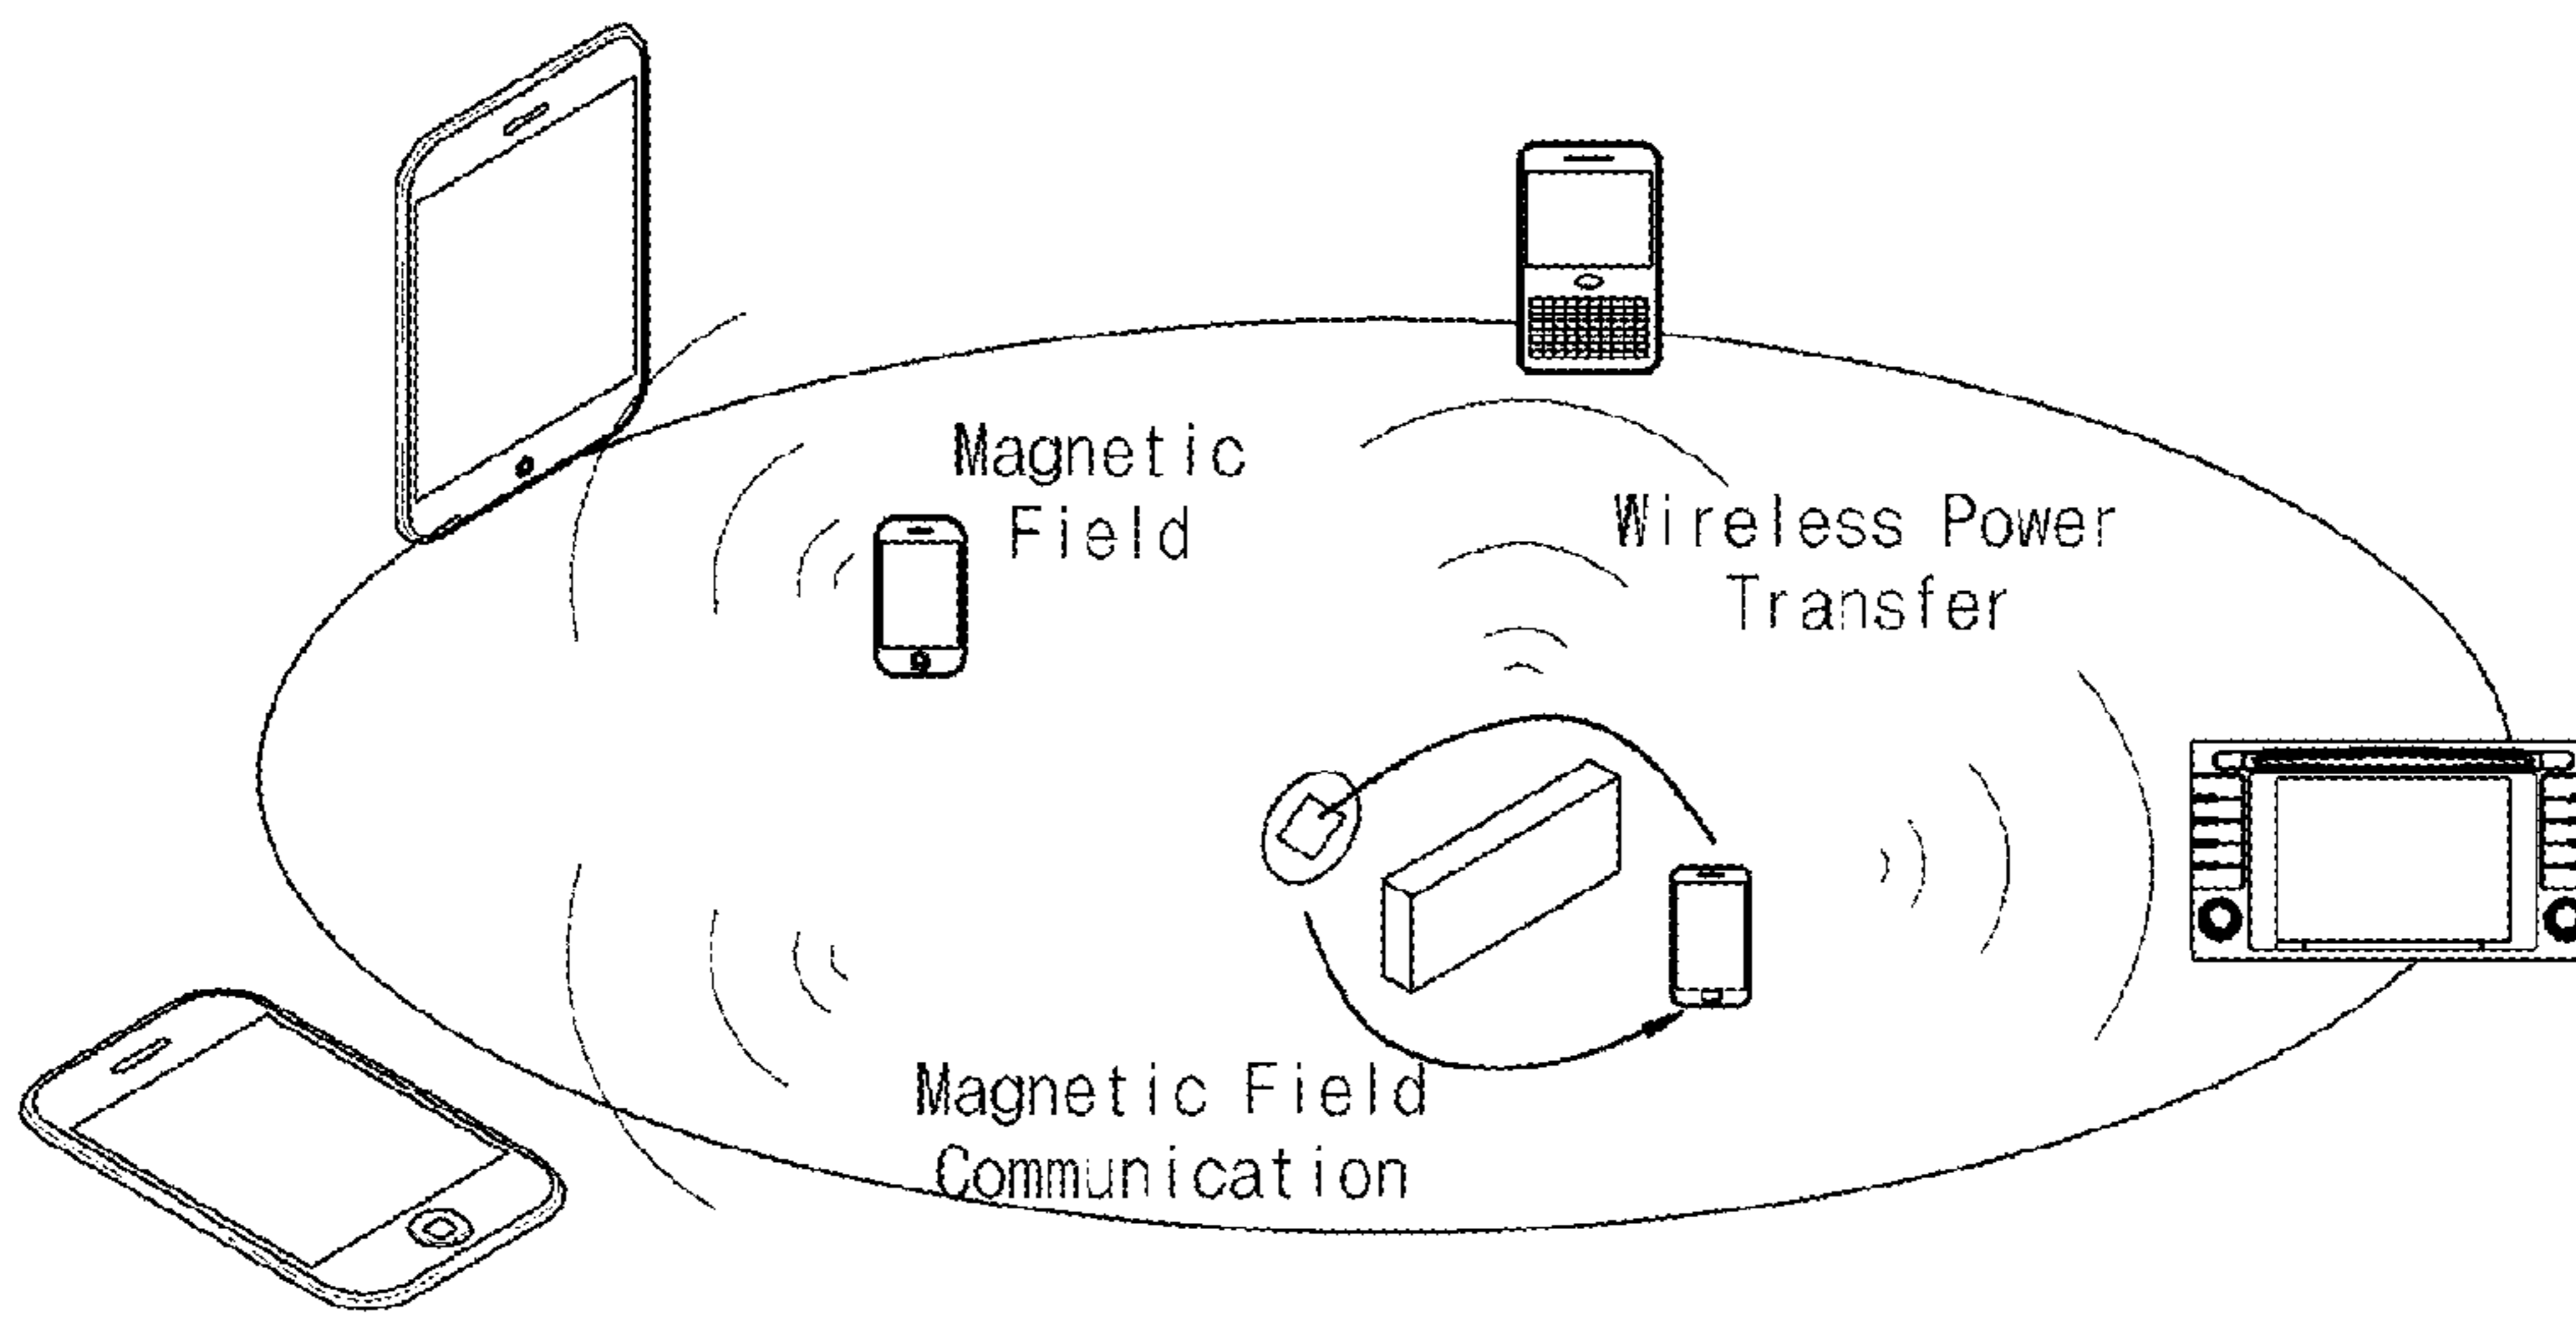 Magnetic
Field
Wireless Power
Transfer
Magnetic Field
Communication